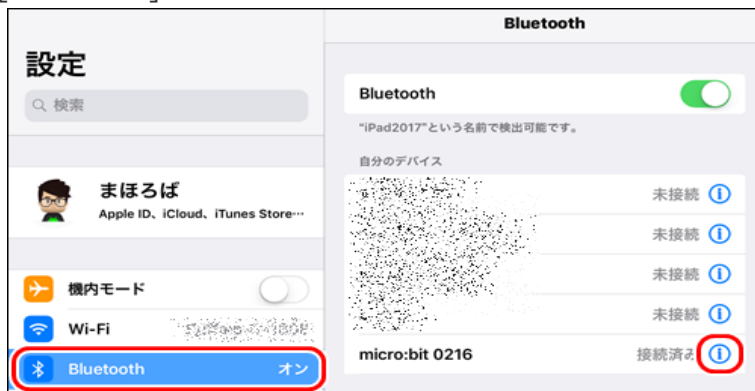 Bluetooth
設定
検索
まほろば
Apple ID、iCloud、iTunes Store…
機内モード
Wi-Fi
Bluetooth オン
Bluetooth
"iPad2017"という名前で検出可能です。
自分のデバイス
未接続
未接続
未接続
未接続
micro:bit 0216 接続済み